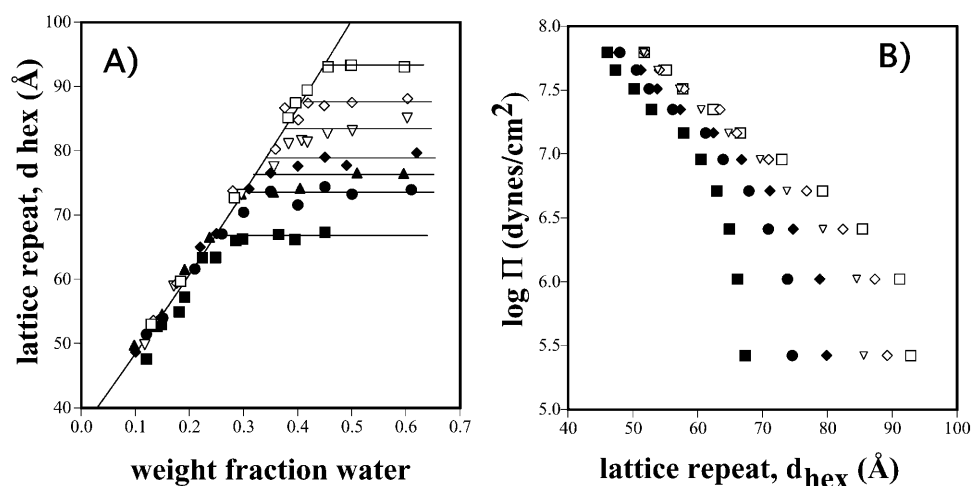 A)
lattice repeat, d hex (Å)
100
90
80
70
60
50
40
0.0 0.1 0.2 0.3 0.4 0.5 0.6 0.7
weight fraction water
B)
log Π (dynes/cm²)
8.0
7.5
7.0
6.5
6.0
5.5
5.0
40 50 60 70 80 90 100
lattice repeat, dhex (Å)